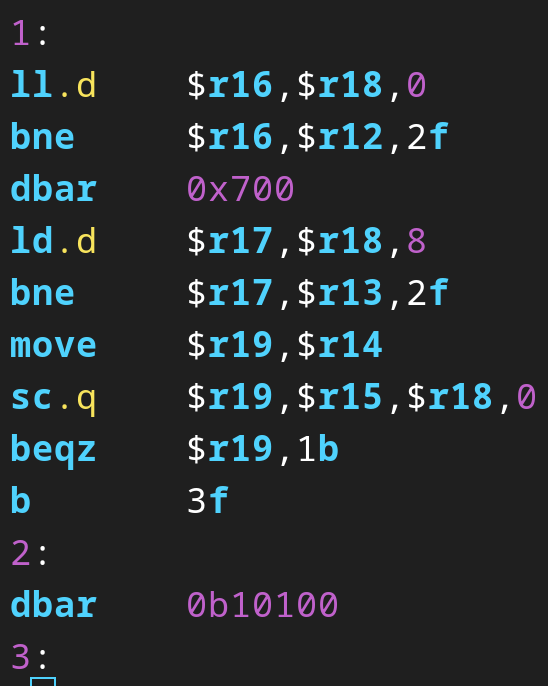 1:
ll.d    $r16,$r18,0
bne     $r16,$r12,2f
dbar    0x700
ld.d    $r17,$r18,8
bne     $r17,$r13,2f
move    $r19,$r14
sc.q    $r19,$r15,$r18,0
beqz    $r19,1b
b       3f
2:
dbar    0b10100
3: